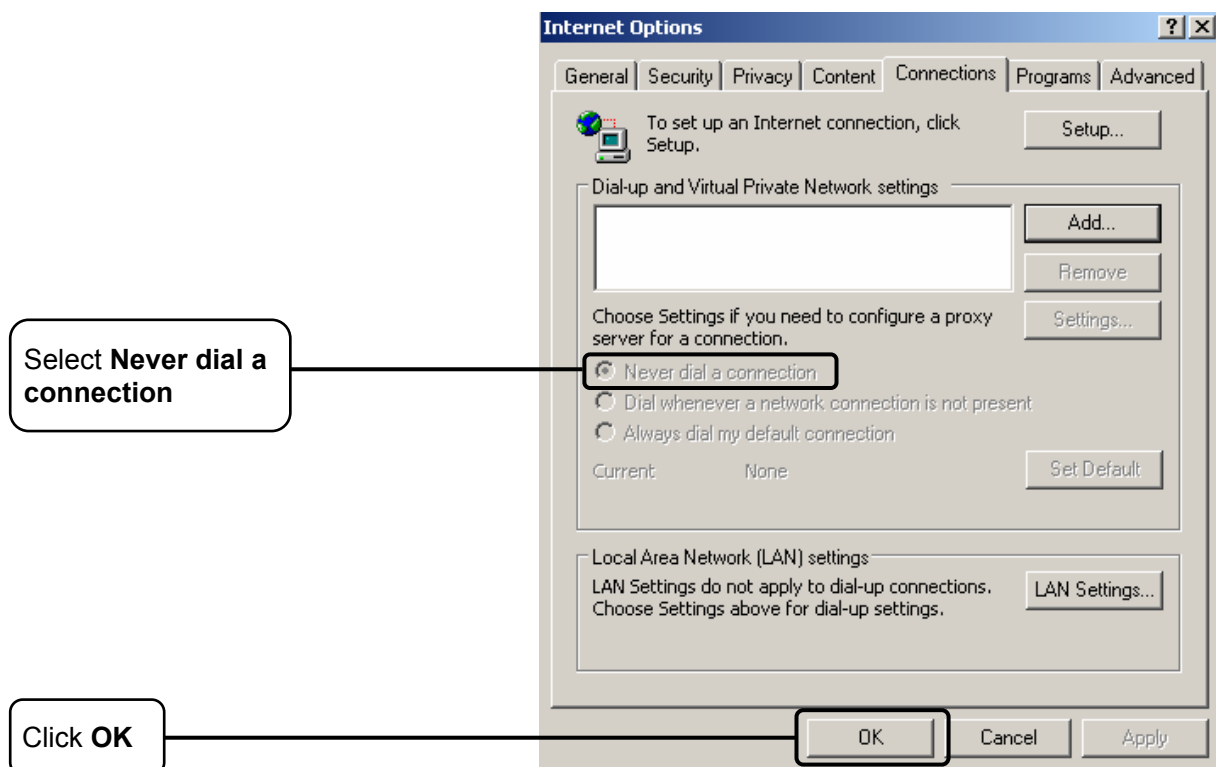 Internet Options
General Security Privacy Content Connections Programs Advanced
To set up an Internet connection, click
Setup.
Setup...
Dial-up and Virtual Private Network settings
Add...
Remove
Choose Settings if you need to configure a proxy
server for a connection.
Settings...
Select Never dial a
connection
Never dial a connection
Dial whenever a network connection is not present
Always dial my default connection
Current None
Set Default
Local Area Network (LAN) settings
LAN Settings do not apply to dial-up connections.
Choose Settings above for dial-up settings.
LAN Settings...
Click OK
OK Cancel Apply